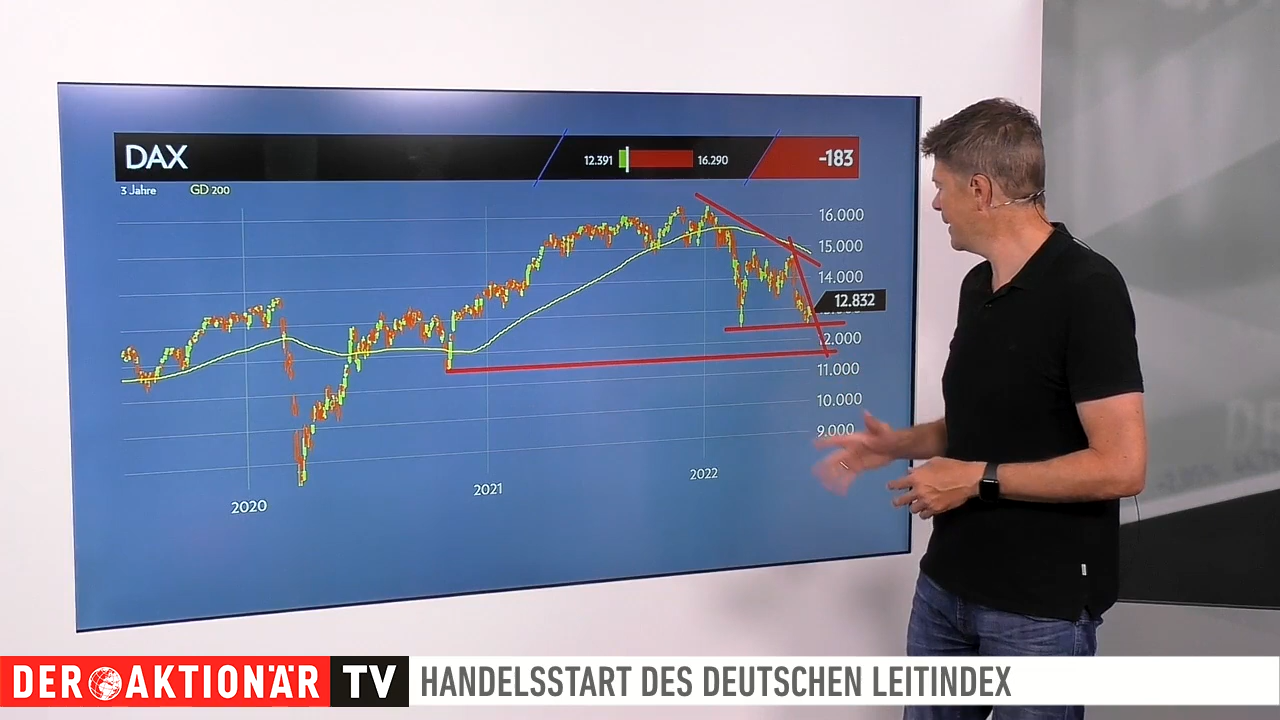 DAX
12.391
16.290
-183
3 Jahre
GD 200
16.000
15.000
14.000
12.832
2.000
11.000
10.000
9.000
2020
2021
2022
DER AKTIONÄR TV
HANDELSSTART DES DEUTSCHEN LEITINDEX